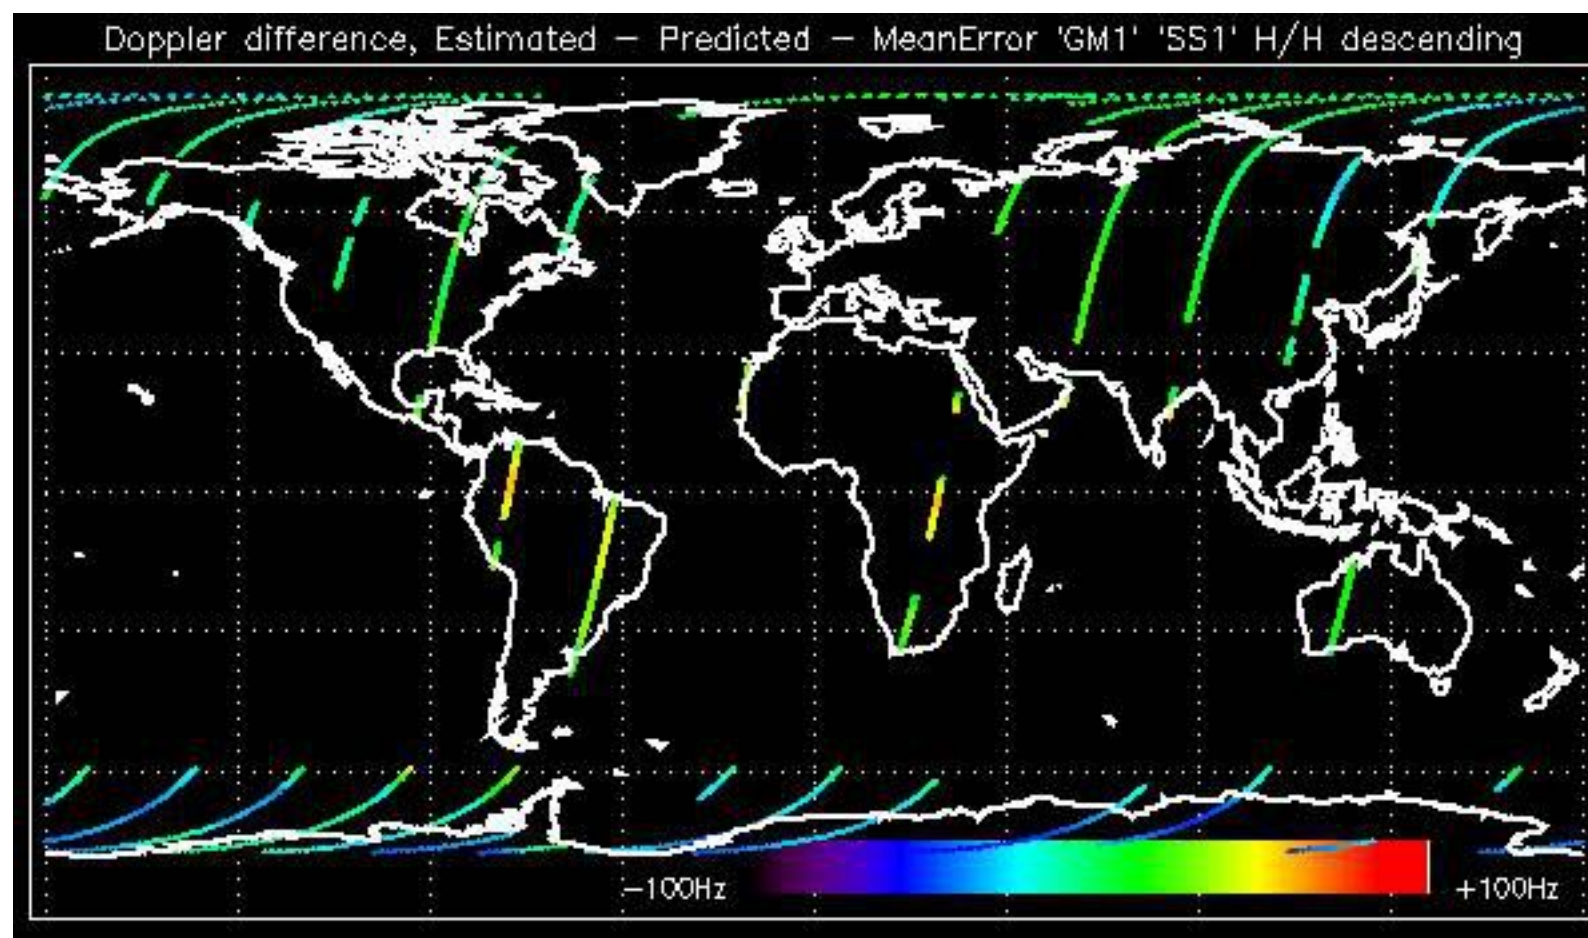 Doppler difference, Estimated — Predicted — MeanError 'GM1' 'SS1' H/H descending
−100Hz +100Hz